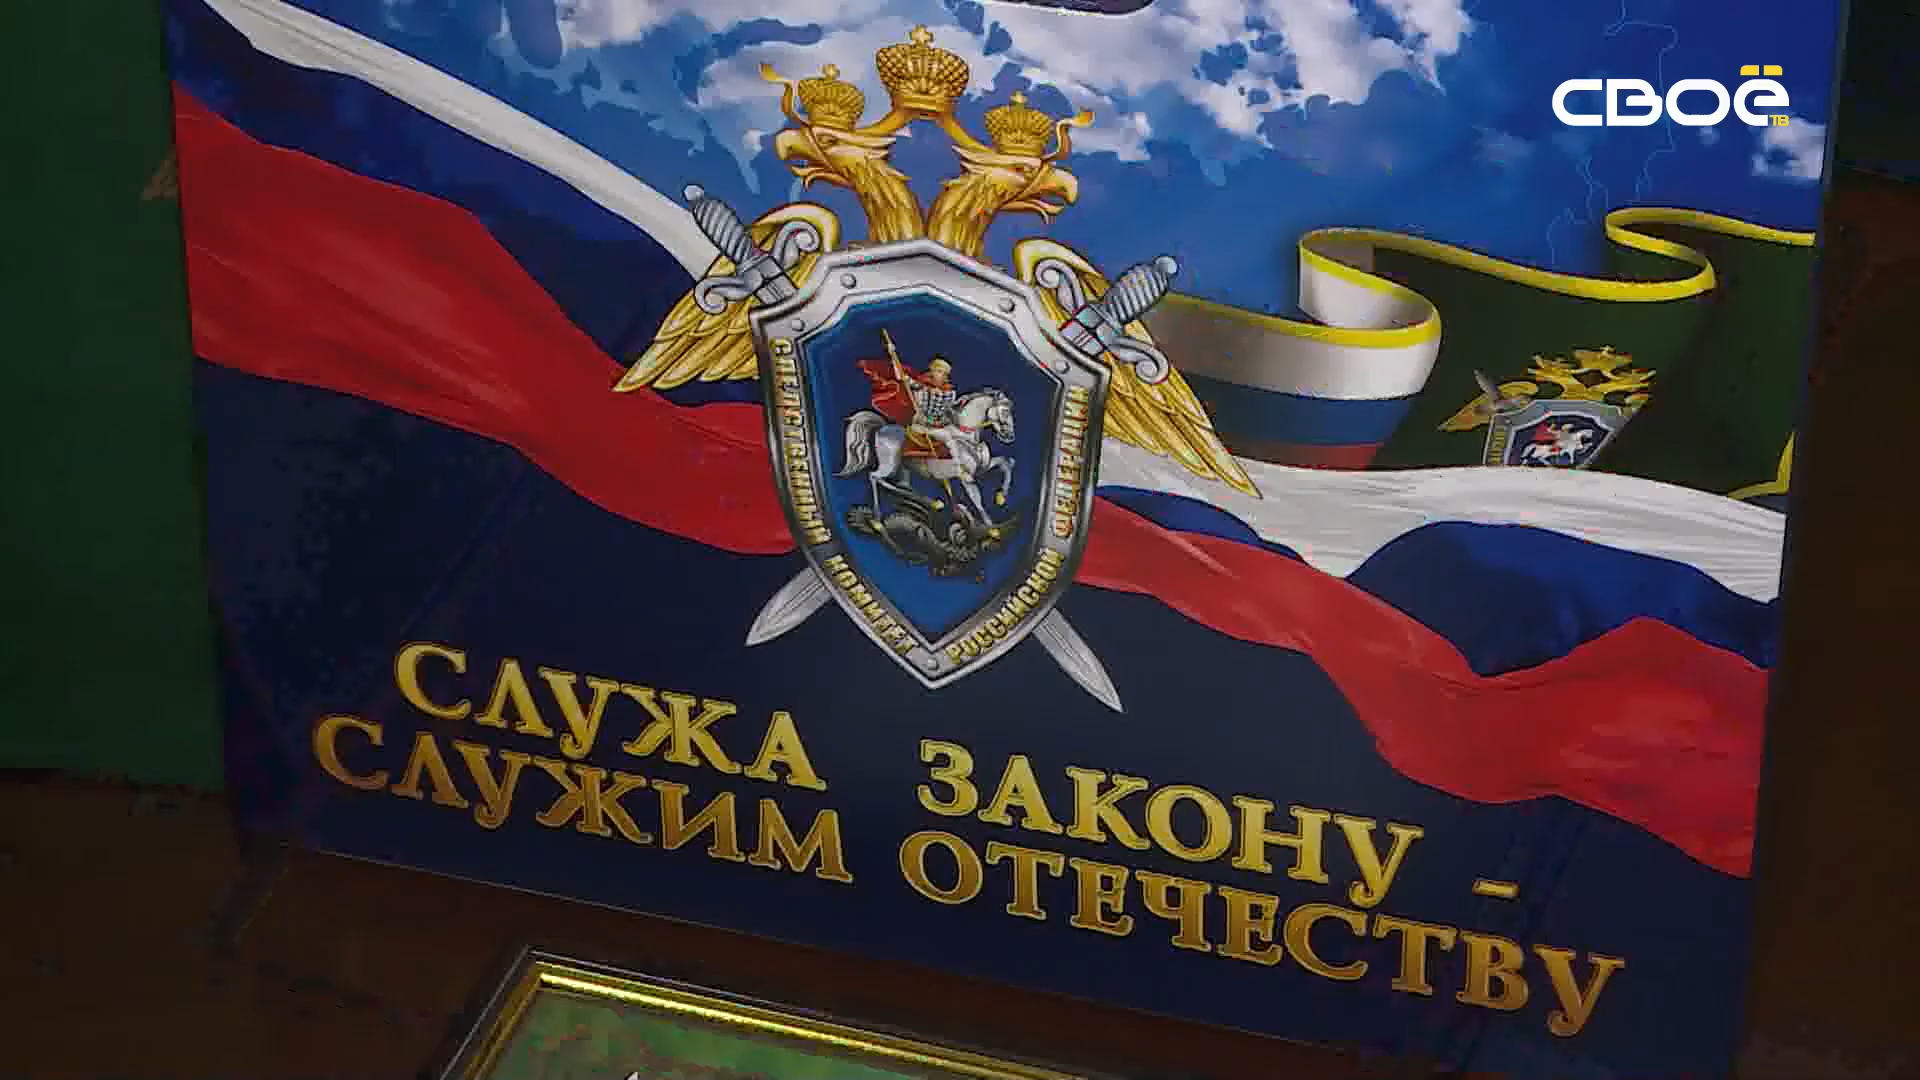 СВОЁ
ТВ
СЛЕДСТВЕННЫЙ КОМИТЕТ РОССИЙСКОЙ ФЕДЕРАЦИИ
СЛУЖА ЗАКОНУ -
СЛУЖИМ ОТЕЧЕСТВУ